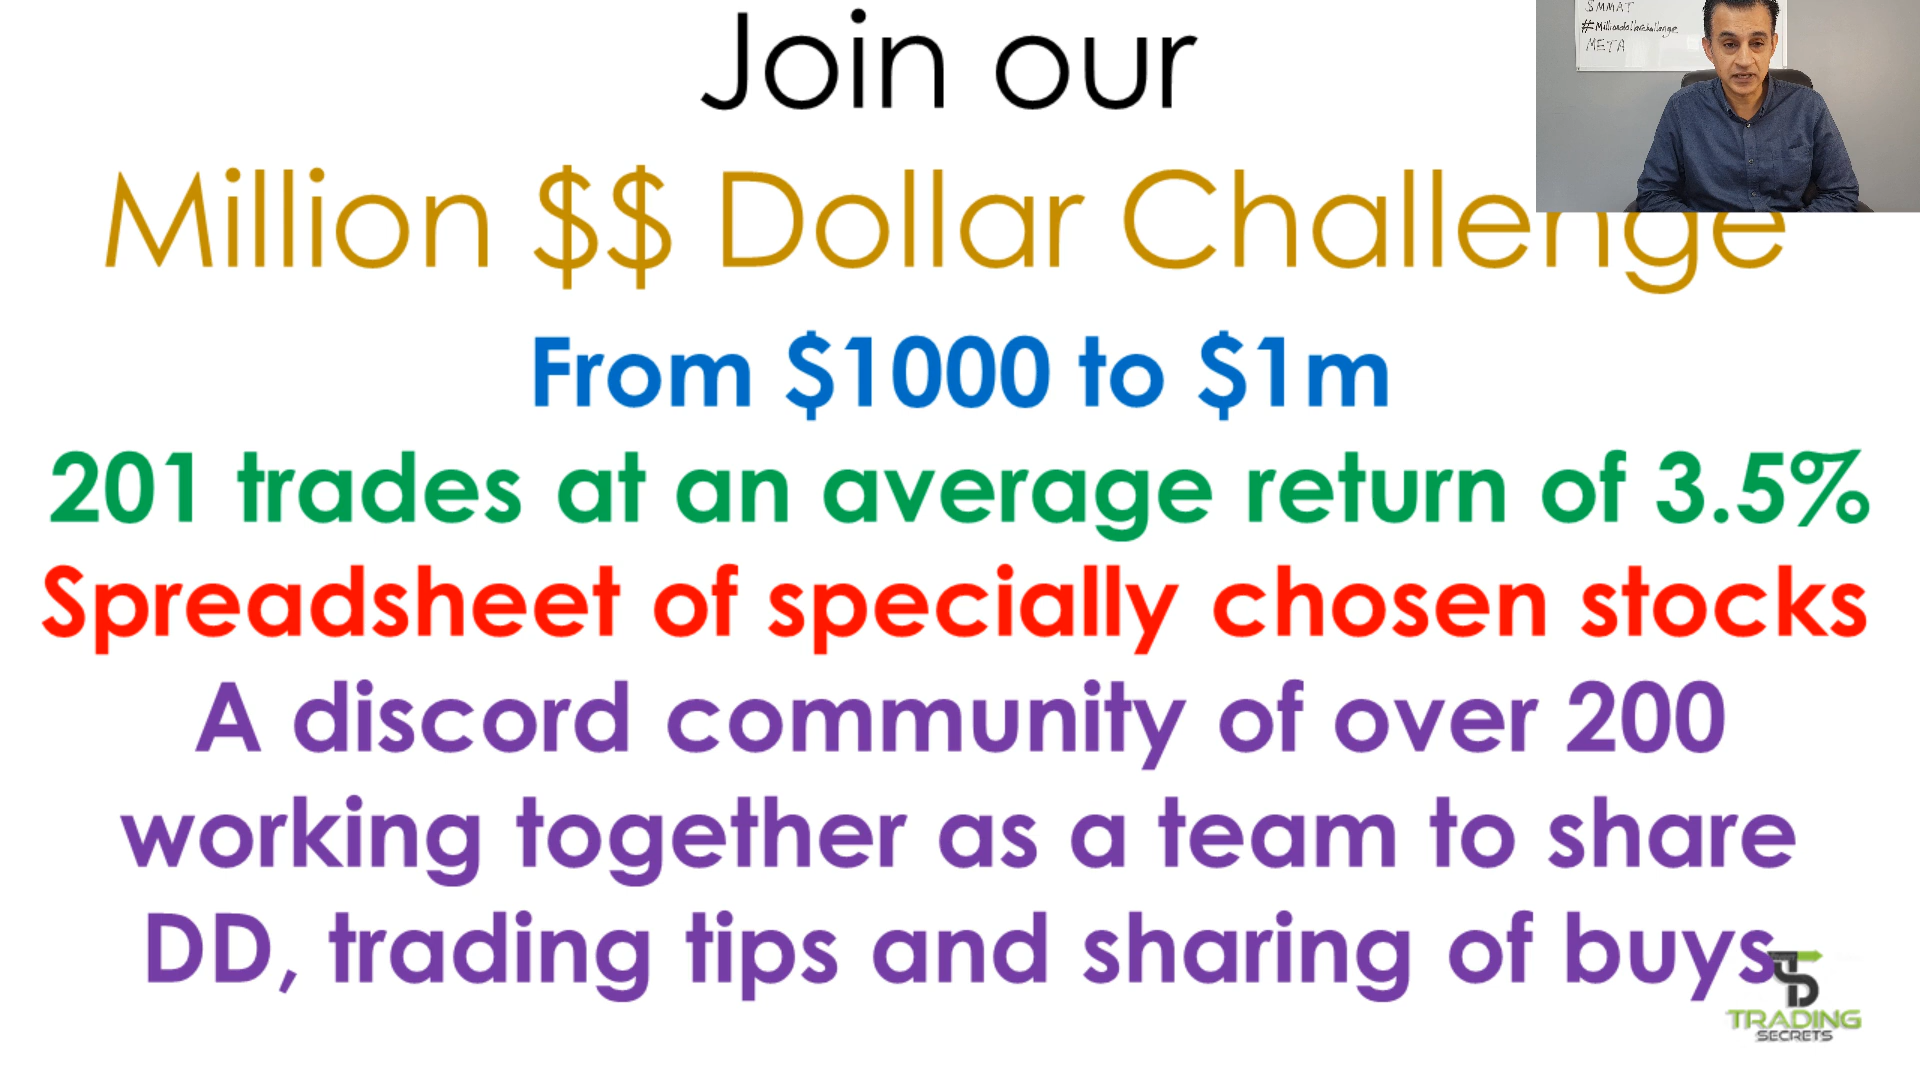 Join our
Million $$ Dollar Challenge
From $1000 to $1m
201 trades at an average return of 3.5%
Spreadsheet of specially chosen stocks
A discord community of over 200
working together as a team to share
DD, trading tips and sharing of buys
$MMAT
#Milliondollarchallenge
META
TRADING
SECRETS